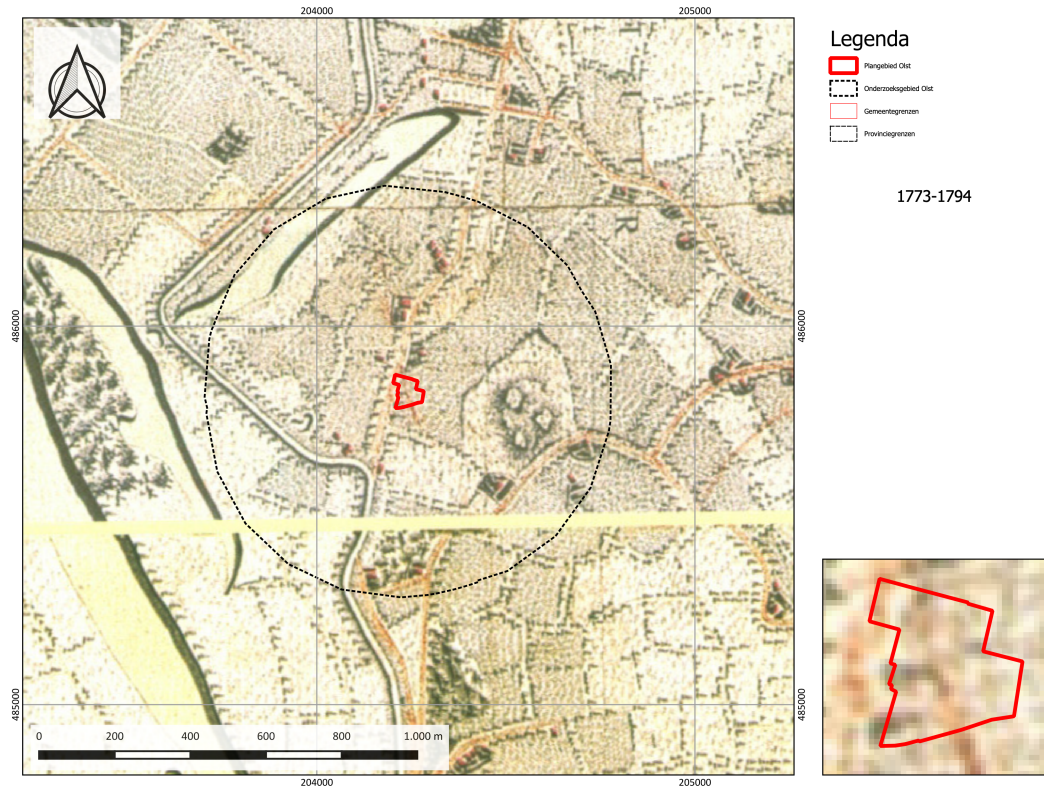 204000
205000
Legenda
Plangebied Olst
Onderzoeksgebied Olst
Gemeentegrenzen
Provinciegrenzen
1773-1794
486000
486000
485000
485000
0 200 400 600 800 1.000 m
204000
205000